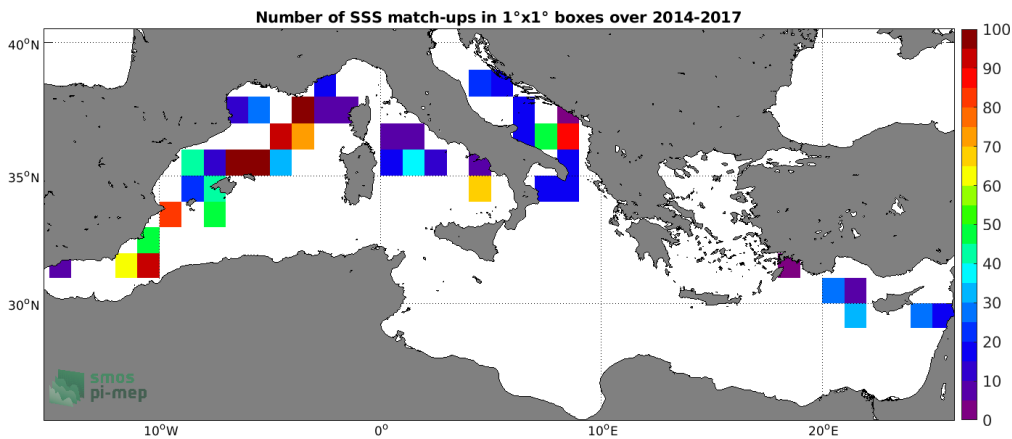 Number of SSS match-ups in 1°x1° boxes over 2014-2017
40°N
35°N
30°N
10°W
0°
10°E
20°E
100
90
80
70
60
50
40
30
20
10
0
smos
pi-mep